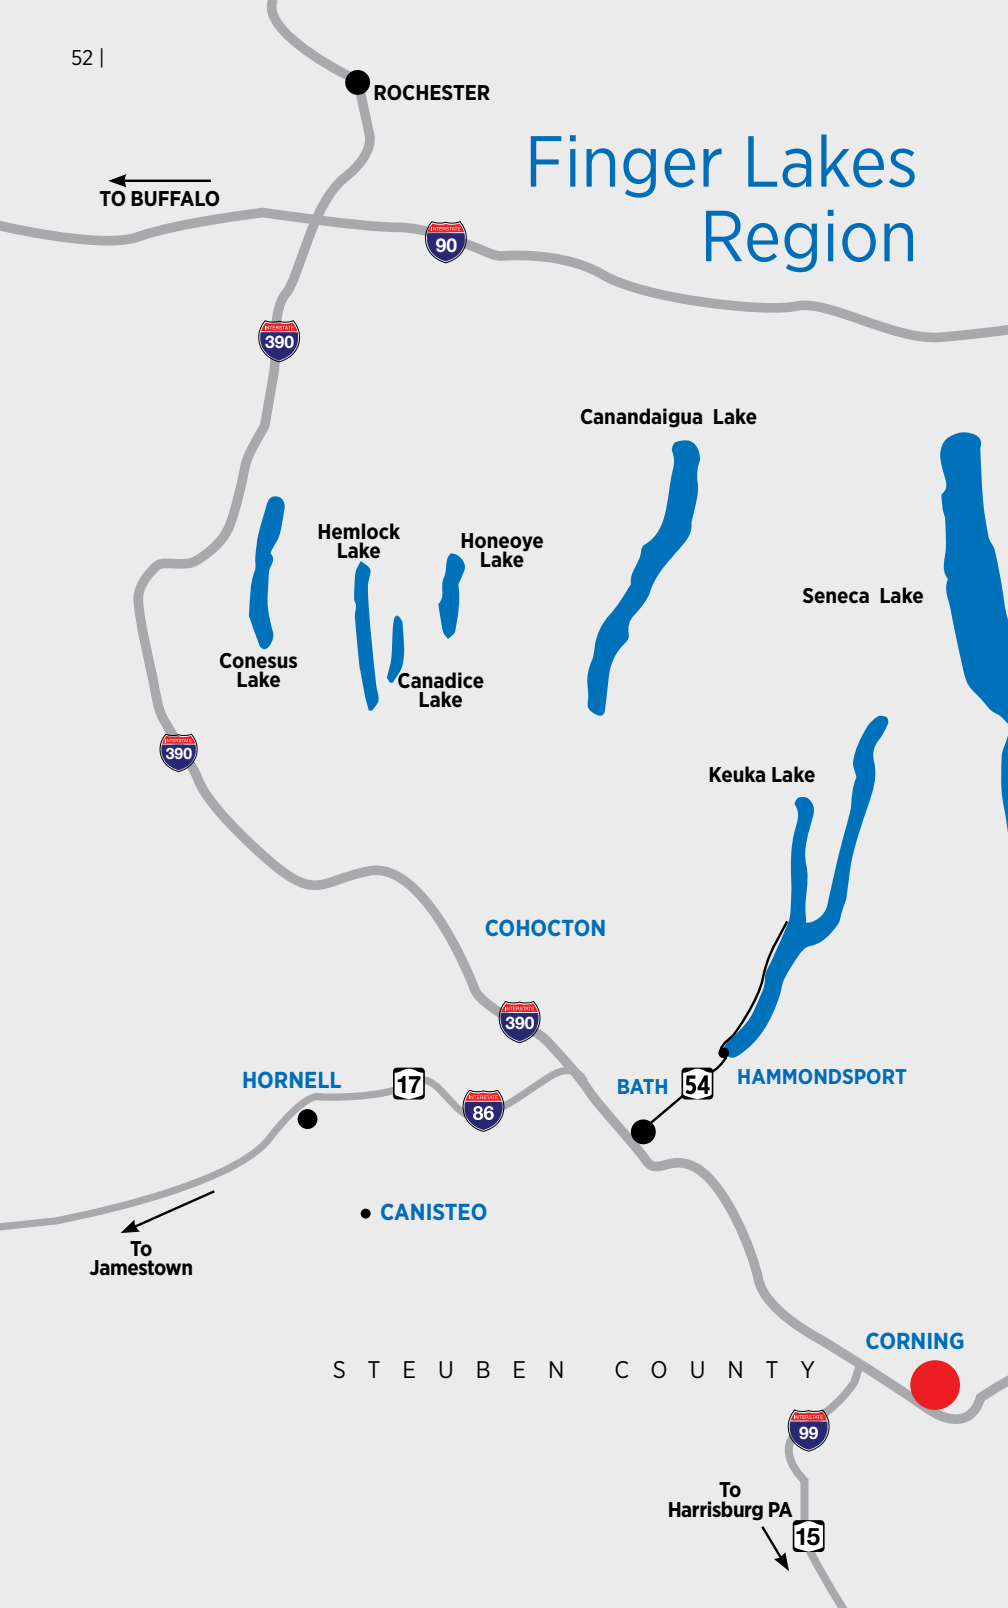 52 |
ROCHESTER
Finger Lakes
Region
TO BUFFALO
INTERSTATE
90
INTERSTATE
390
Canandaigua Lake
Hemlock
Lake
Honeoye
Lake
Seneca Lake
Conesus
Lake
Canadice
Lake
INTERSTATE
390
Keuka Lake
COHOCTON
INTERSTATE
390
HORNELL
17
INTERSTATE
86
BATH
54
HAMMONDSPORT
CANISTEO
To
Jamestown
CORNING
STEUBEN COUNTY
INTERSTATE
99
To
Harrisburg PA
15